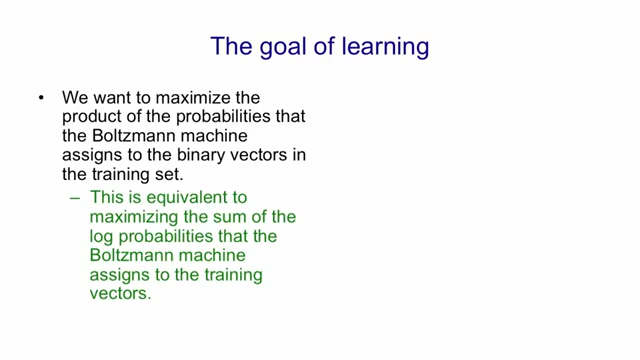 The goal of learning
• We want to maximize the
product of the probabilities that
the Boltzmann machine
assigns to the binary vectors in
the training set.
– This is equivalent to
maximizing the sum of the
log probabilities that the
Boltzmann machine
assigns to the training
vectors.